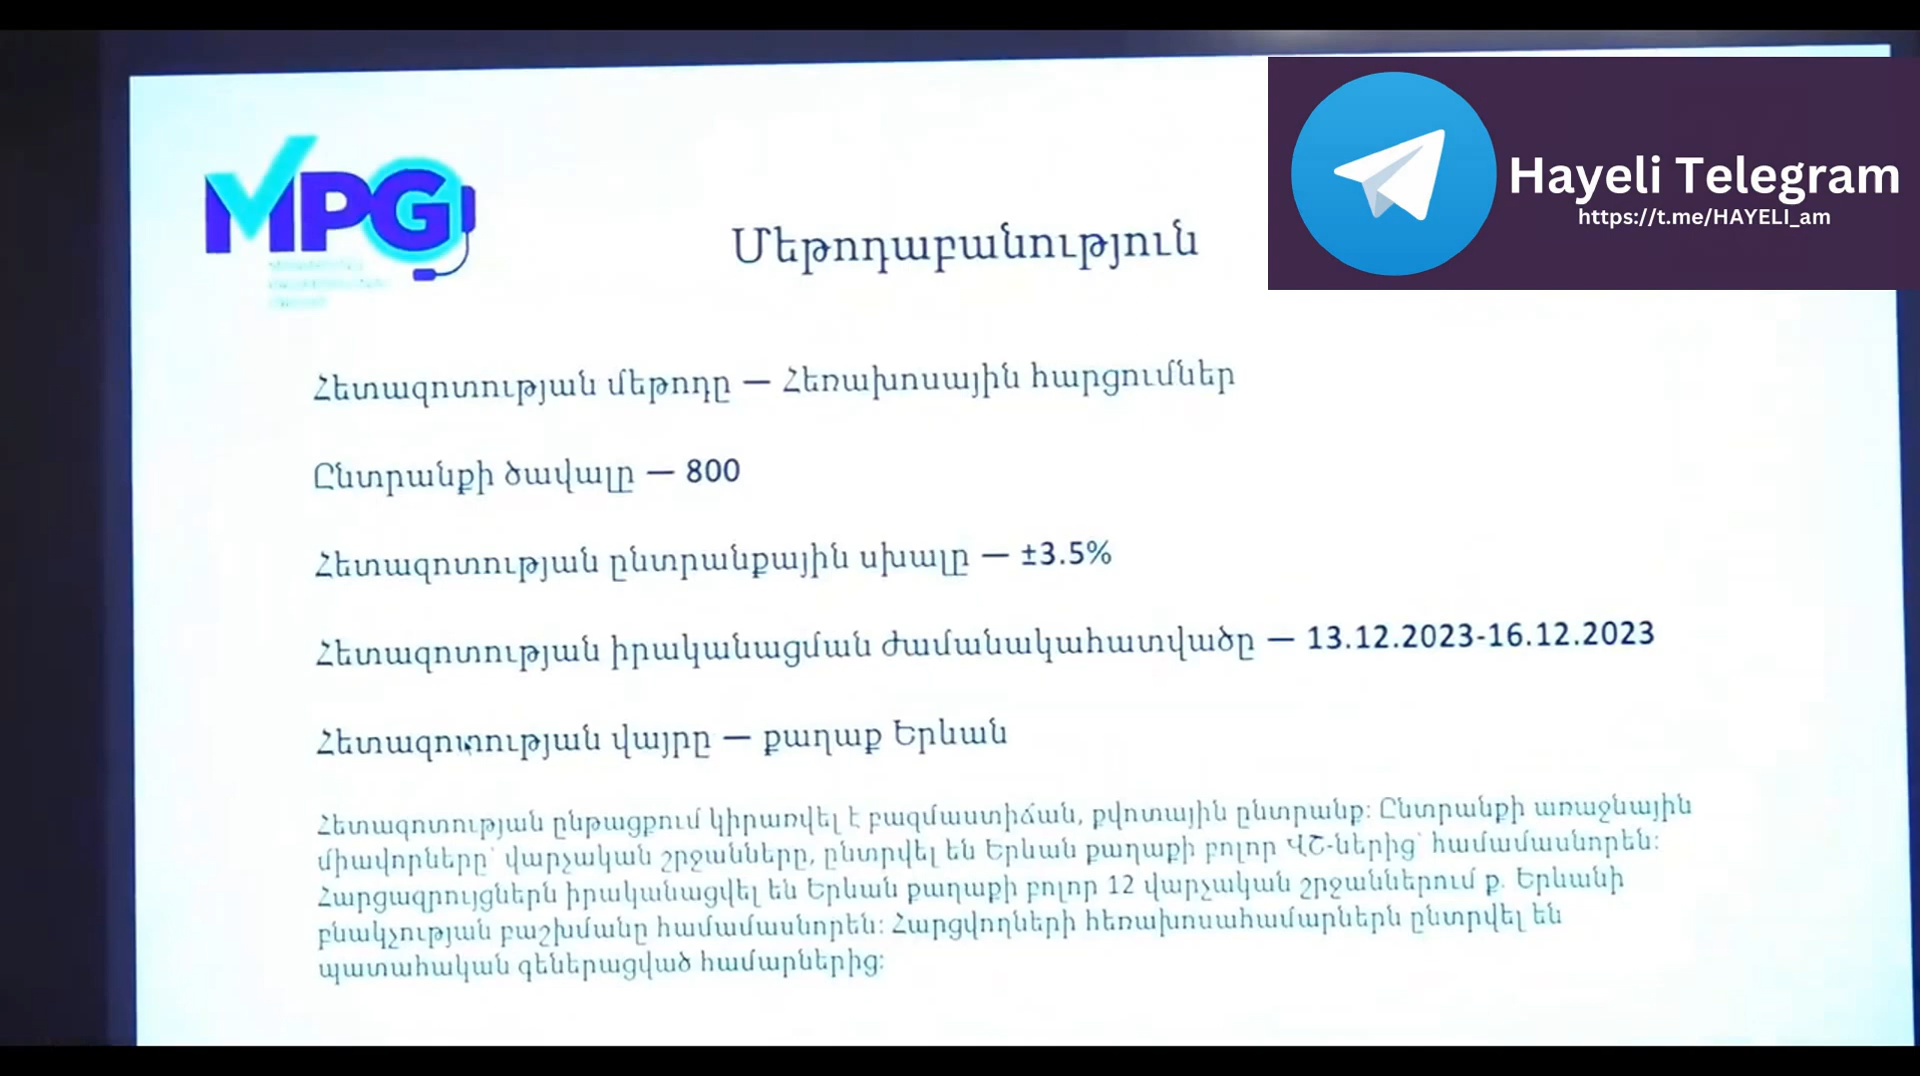 MPG
Hayeli Telegram
https://t.me/HAYELI_am
Մեթոդաբանություն
Հետազոտության մեթոդը — Հեռախոսային հարցումներ
Ընտրանքի ծավալը — 800
Հետազոտության ընտրանքային սխալը — ±3.5%
Հետազոտության իրականացման ժամանակահատվածը — 13.12.2023-16.12.2023
Հետազոտության վայրը — քաղաք Երևան
Հետազոտության ընթացքում կիրառվել է բազմաստիճան, քվոտային ընտրանք: Ընտրանքի առաջնային
միավորները՝ վարչական շրջանները, ընտրվել են Երևան քաղաքի բոլոր ՎՇ-ներից՝ համամասնորեն:
Հարցազրույցներն իրականացվել են Երևան քաղաքի բոլոր 12 վարչական շրջաններում ք. Երևանի
բնակչության բաշխմանը համամասնորեն: Հարցվողների հեռախոսահամարներն ընտրվել են
պատահական գեներացված համարներից: